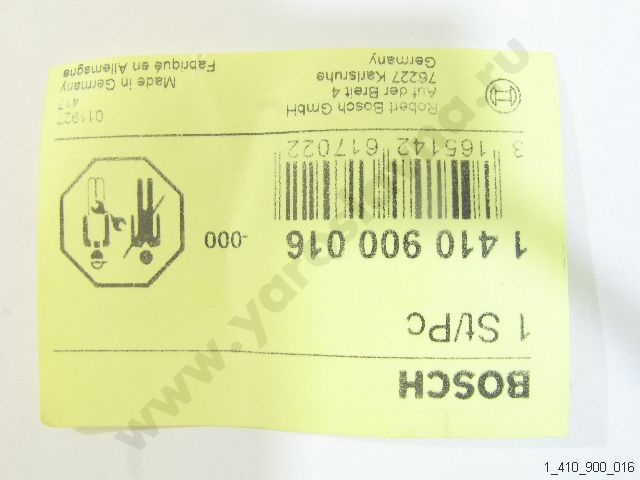 BOSCH
1 St/Pc
1 410 900 016
-000
3 165142 617022
Robert Bosch GmbH
Auf der Breit 4
76227 Karlsruhe
Germany
011927
417
Made in Germany
Fabriqué en Allemagne
www.yaros.ru
1_410_900_016